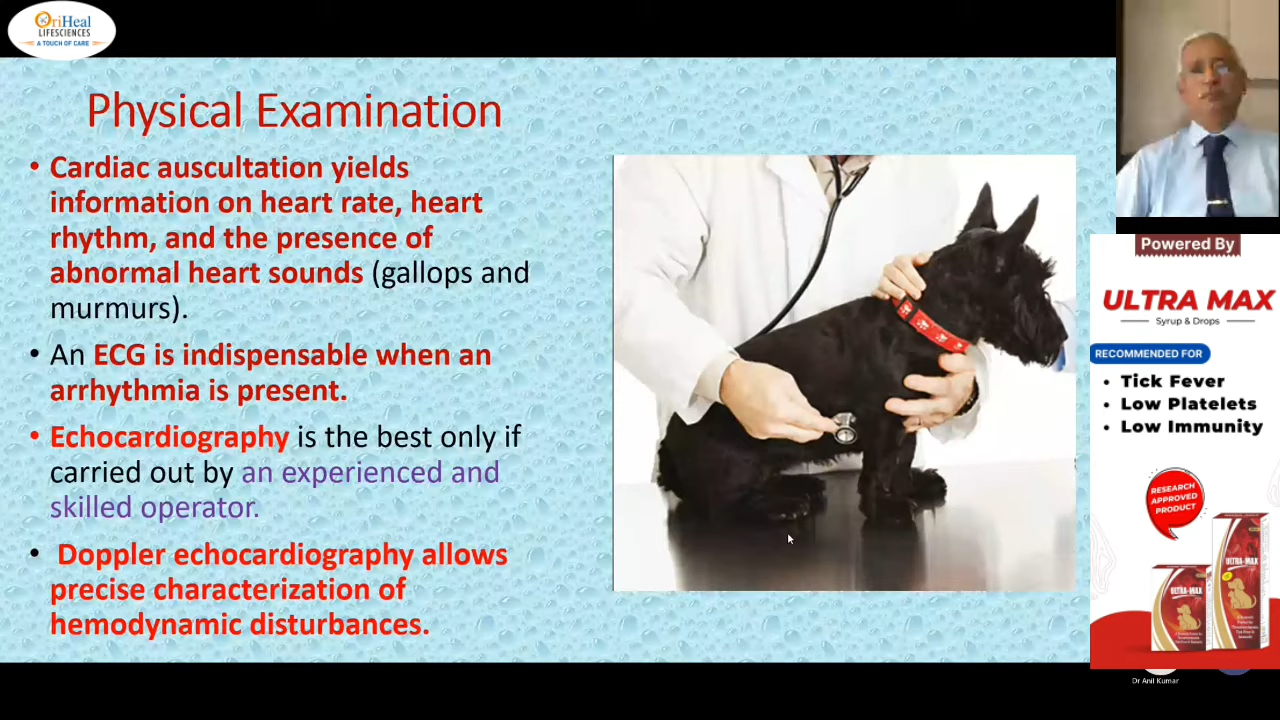 OriHeal
LIFESCIENCES
A TOUCH OF CARE
Physical Examination
• Cardiac auscultation yields
information on heart rate, heart
rhythm, and the presence of
abnormal heart sounds (gallops and
murmurs).
• An ECG is indispensable when an
arrhythmia is present.
• Echocardiography is the best only if
carried out by an experienced and
skilled operator.
• Doppler echocardiography allows
precise characterization of
hemodynamic disturbances.
Powered By
ULTRA MAX
Syrup & Drops
RECOMMENDED FOR
• Tick Fever
• Low Platelets
• Low Immunity
RESEARCH
APPROVED
PRODUCT
ULTRA-MAX
ULTRA-MAX
Dr Anil Kumar